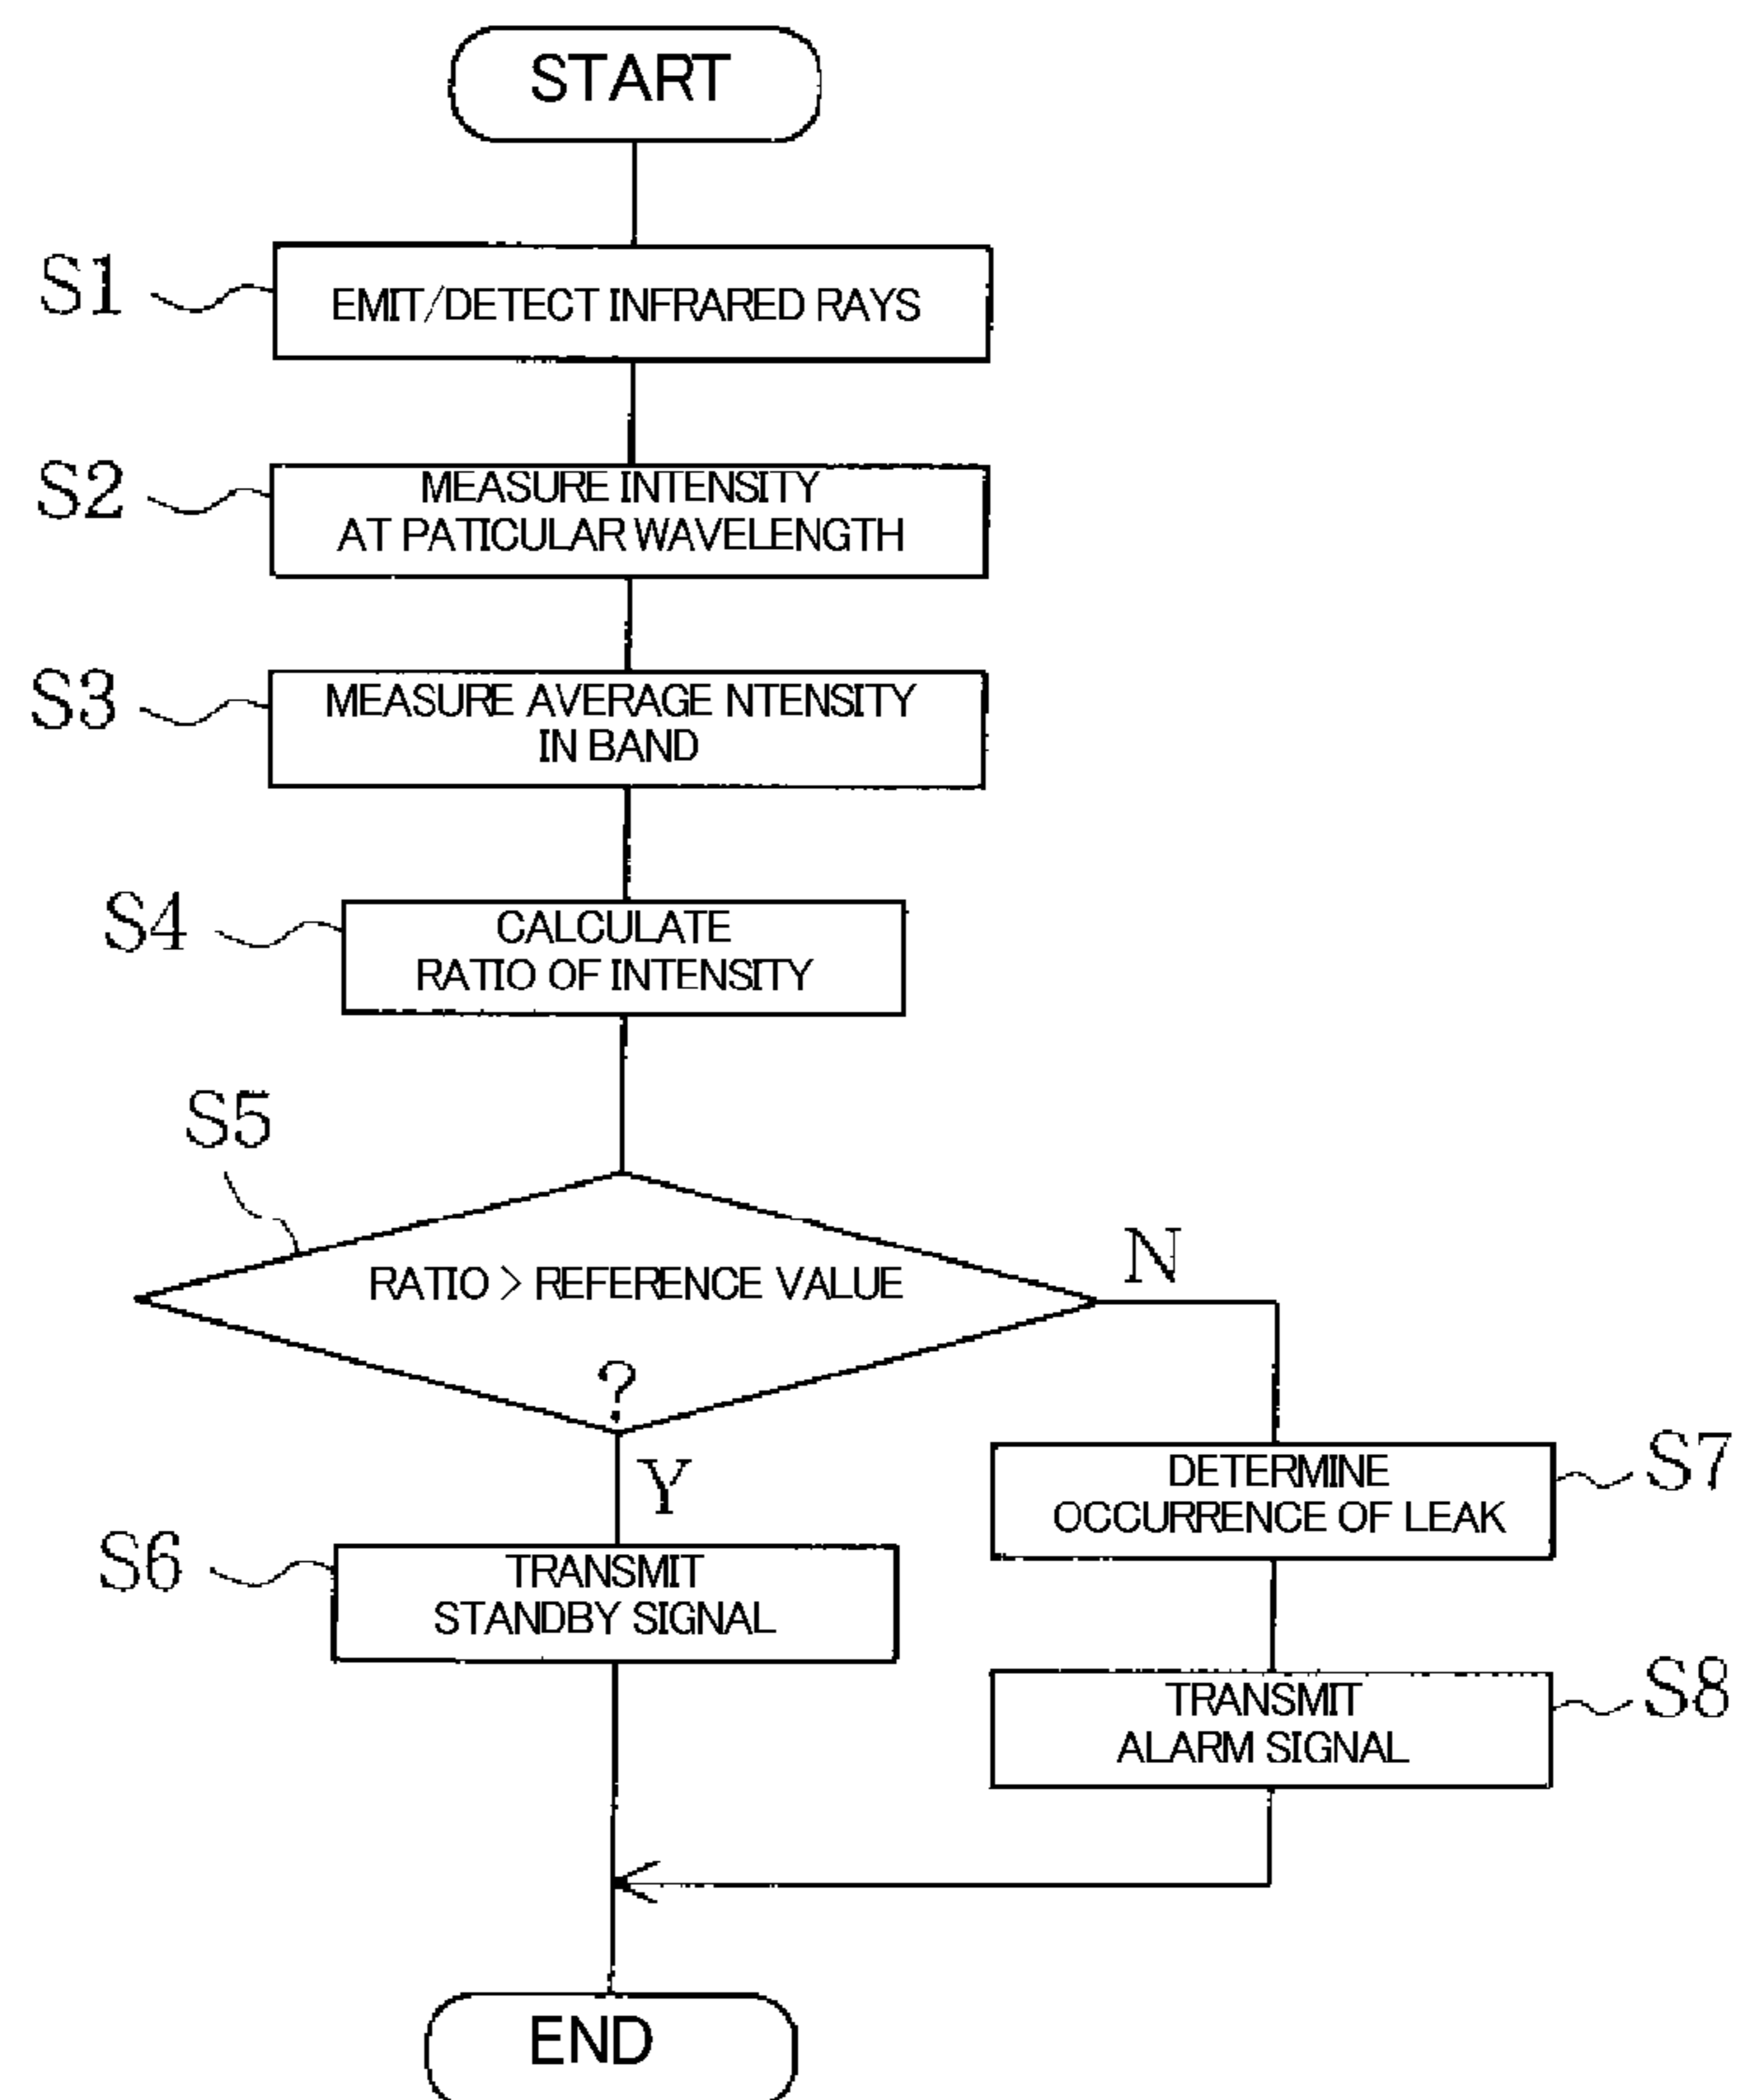 START
S1
EMIT/DETECT INFRARED RAYS
S2
MEASURE INTENSITY
AT PATICULAR WAVELENGTH
S3
MEASURE AVERAGE NTENSITY
IN BAND
S4
CALCULATE
RATIO OF INTENSITY
S5
RATIO > REFERENCE VALUE
?
N
Y
S6
TRANSMIT
STANDBY SIGNAL
S7
DETERMINE
OCCURRENCE OF LEAK
S8
TRANSMIT
ALARM SIGNAL
END